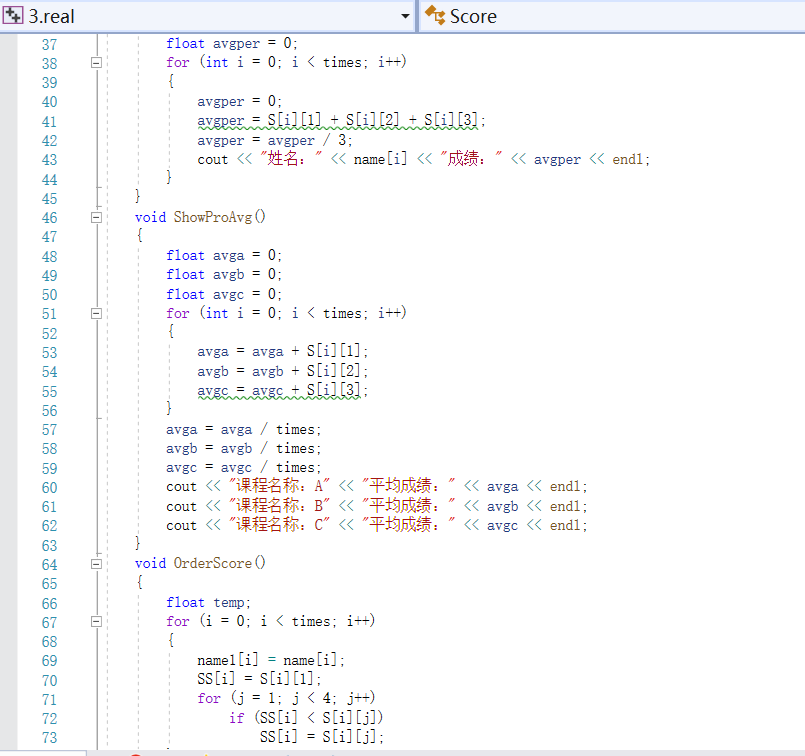 3.real
Score
37 float avgper = 0;
38 for (int i = 0; i < times; i++)
39 {
40 avgper = 0;
41 avgper = S[i][1] + S[i][2] + S[i][3];
42 avgper = avgper / 3;
43 cout << "姓名：" << name[i] << "成绩：" << avgper << endl;
44 }
45 }
46 void ShowProAvg()
47 {
48 float avga = 0;
49 float avgb = 0;
50 float avgc = 0;
51 for (int i = 0; i < times; i++)
52 {
53 avga = avga + S[i][1];
54 avgb = avgb + S[i][2];
55 avgc = avgc + S[i][3];
56 }
57 avga = avga / times;
58 avgb = avgb / times;
59 avgc = avgc / times;
60 cout << "课程名称：A" << "平均成绩：" << avga << endl;
61 cout << "课程名称：B" << "平均成绩：" << avgb << endl;
62 cout << "课程名称：C" << "平均成绩：" << avgc << endl;
63 }
64 void OrderScore()
65 {
66 float temp;
67 for (i = 0; i < times; i++)
68 {
69 name1[i] = name[i];
70 SS[i] = S[i][1];
71 for (j = 1; j < 4; j++)
72 if (SS[i] < S[i][j])
73 SS[i] = S[i][j];